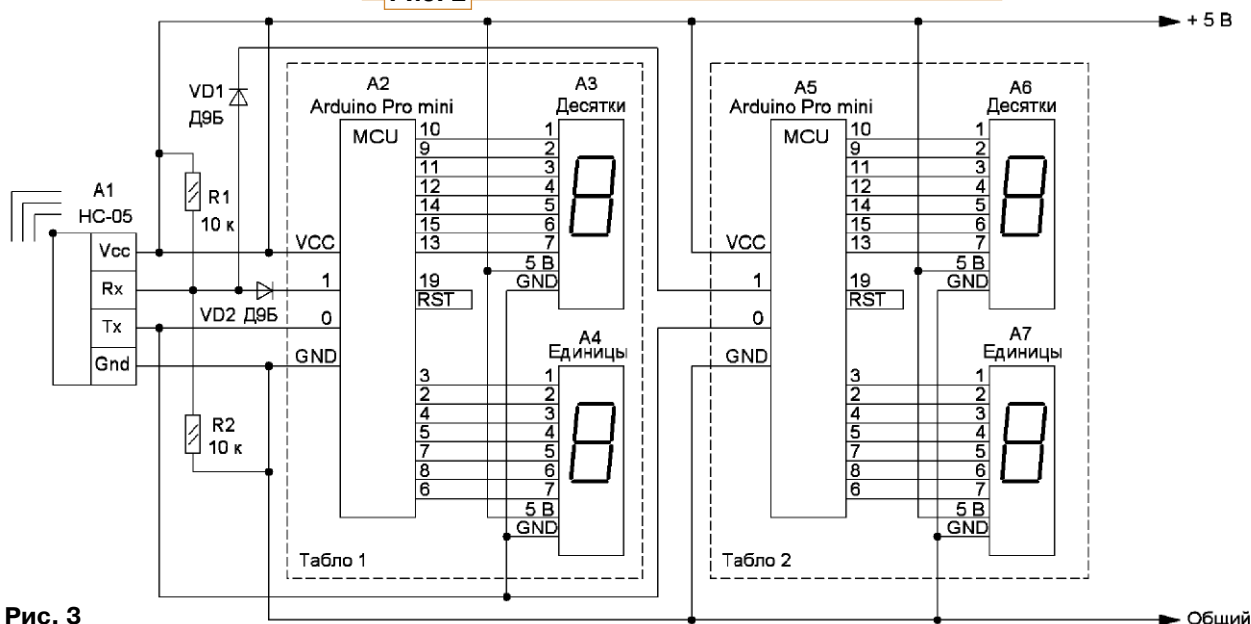 + 5 В
VD1
Д9Б
A1
HC-05
Vcc
Rx
Tx
Gnd
R1
10 к
VD2 Д9Б
R2
10 к
A2
Arduino Pro mini
MCU
VCC
1
0
GND
10
9
11
12
14
15
13
19
RST
3
2
4
5
7
8
6
A3
Десятки
1
2
3
4
5
6
7
5 В
GND
A4
Единицы
1
2
3
4
5
6
7
5 В
GND
Табло 1
A5
Arduino Pro mini
MCU
VCC
1
0
GND
10
9
11
12
14
15
13
19
RST
3
2
4
5
7
8
6
A6
Десятки
1
2
3
4
5
6
7
5 В
GND
A7
Единицы
1
2
3
4
5
6
7
5 В
GND
Табло 2
Рис. 3
Общий